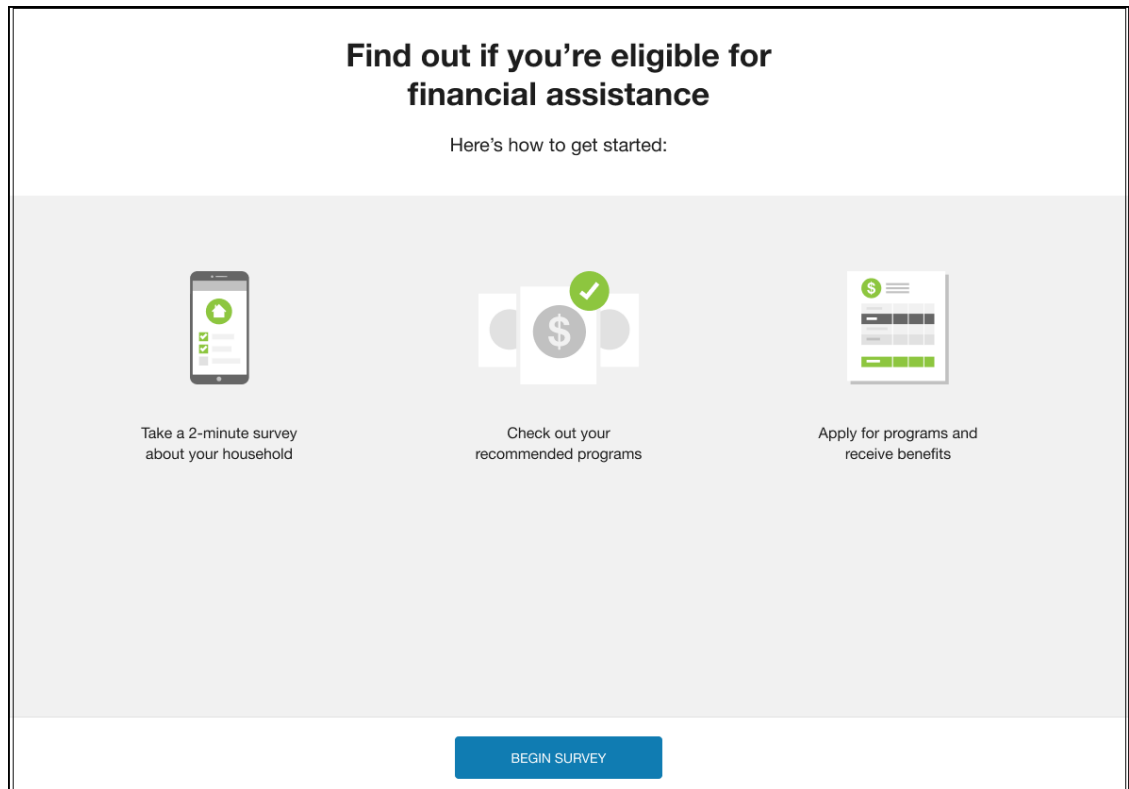 Find out if you’re eligible for
financial assistance
Here’s how to get started:
$
$
Take a 2-minute survey
about your household
Check out your
recommended programs
Apply for programs and
receive benefits
BEGIN SURVEY